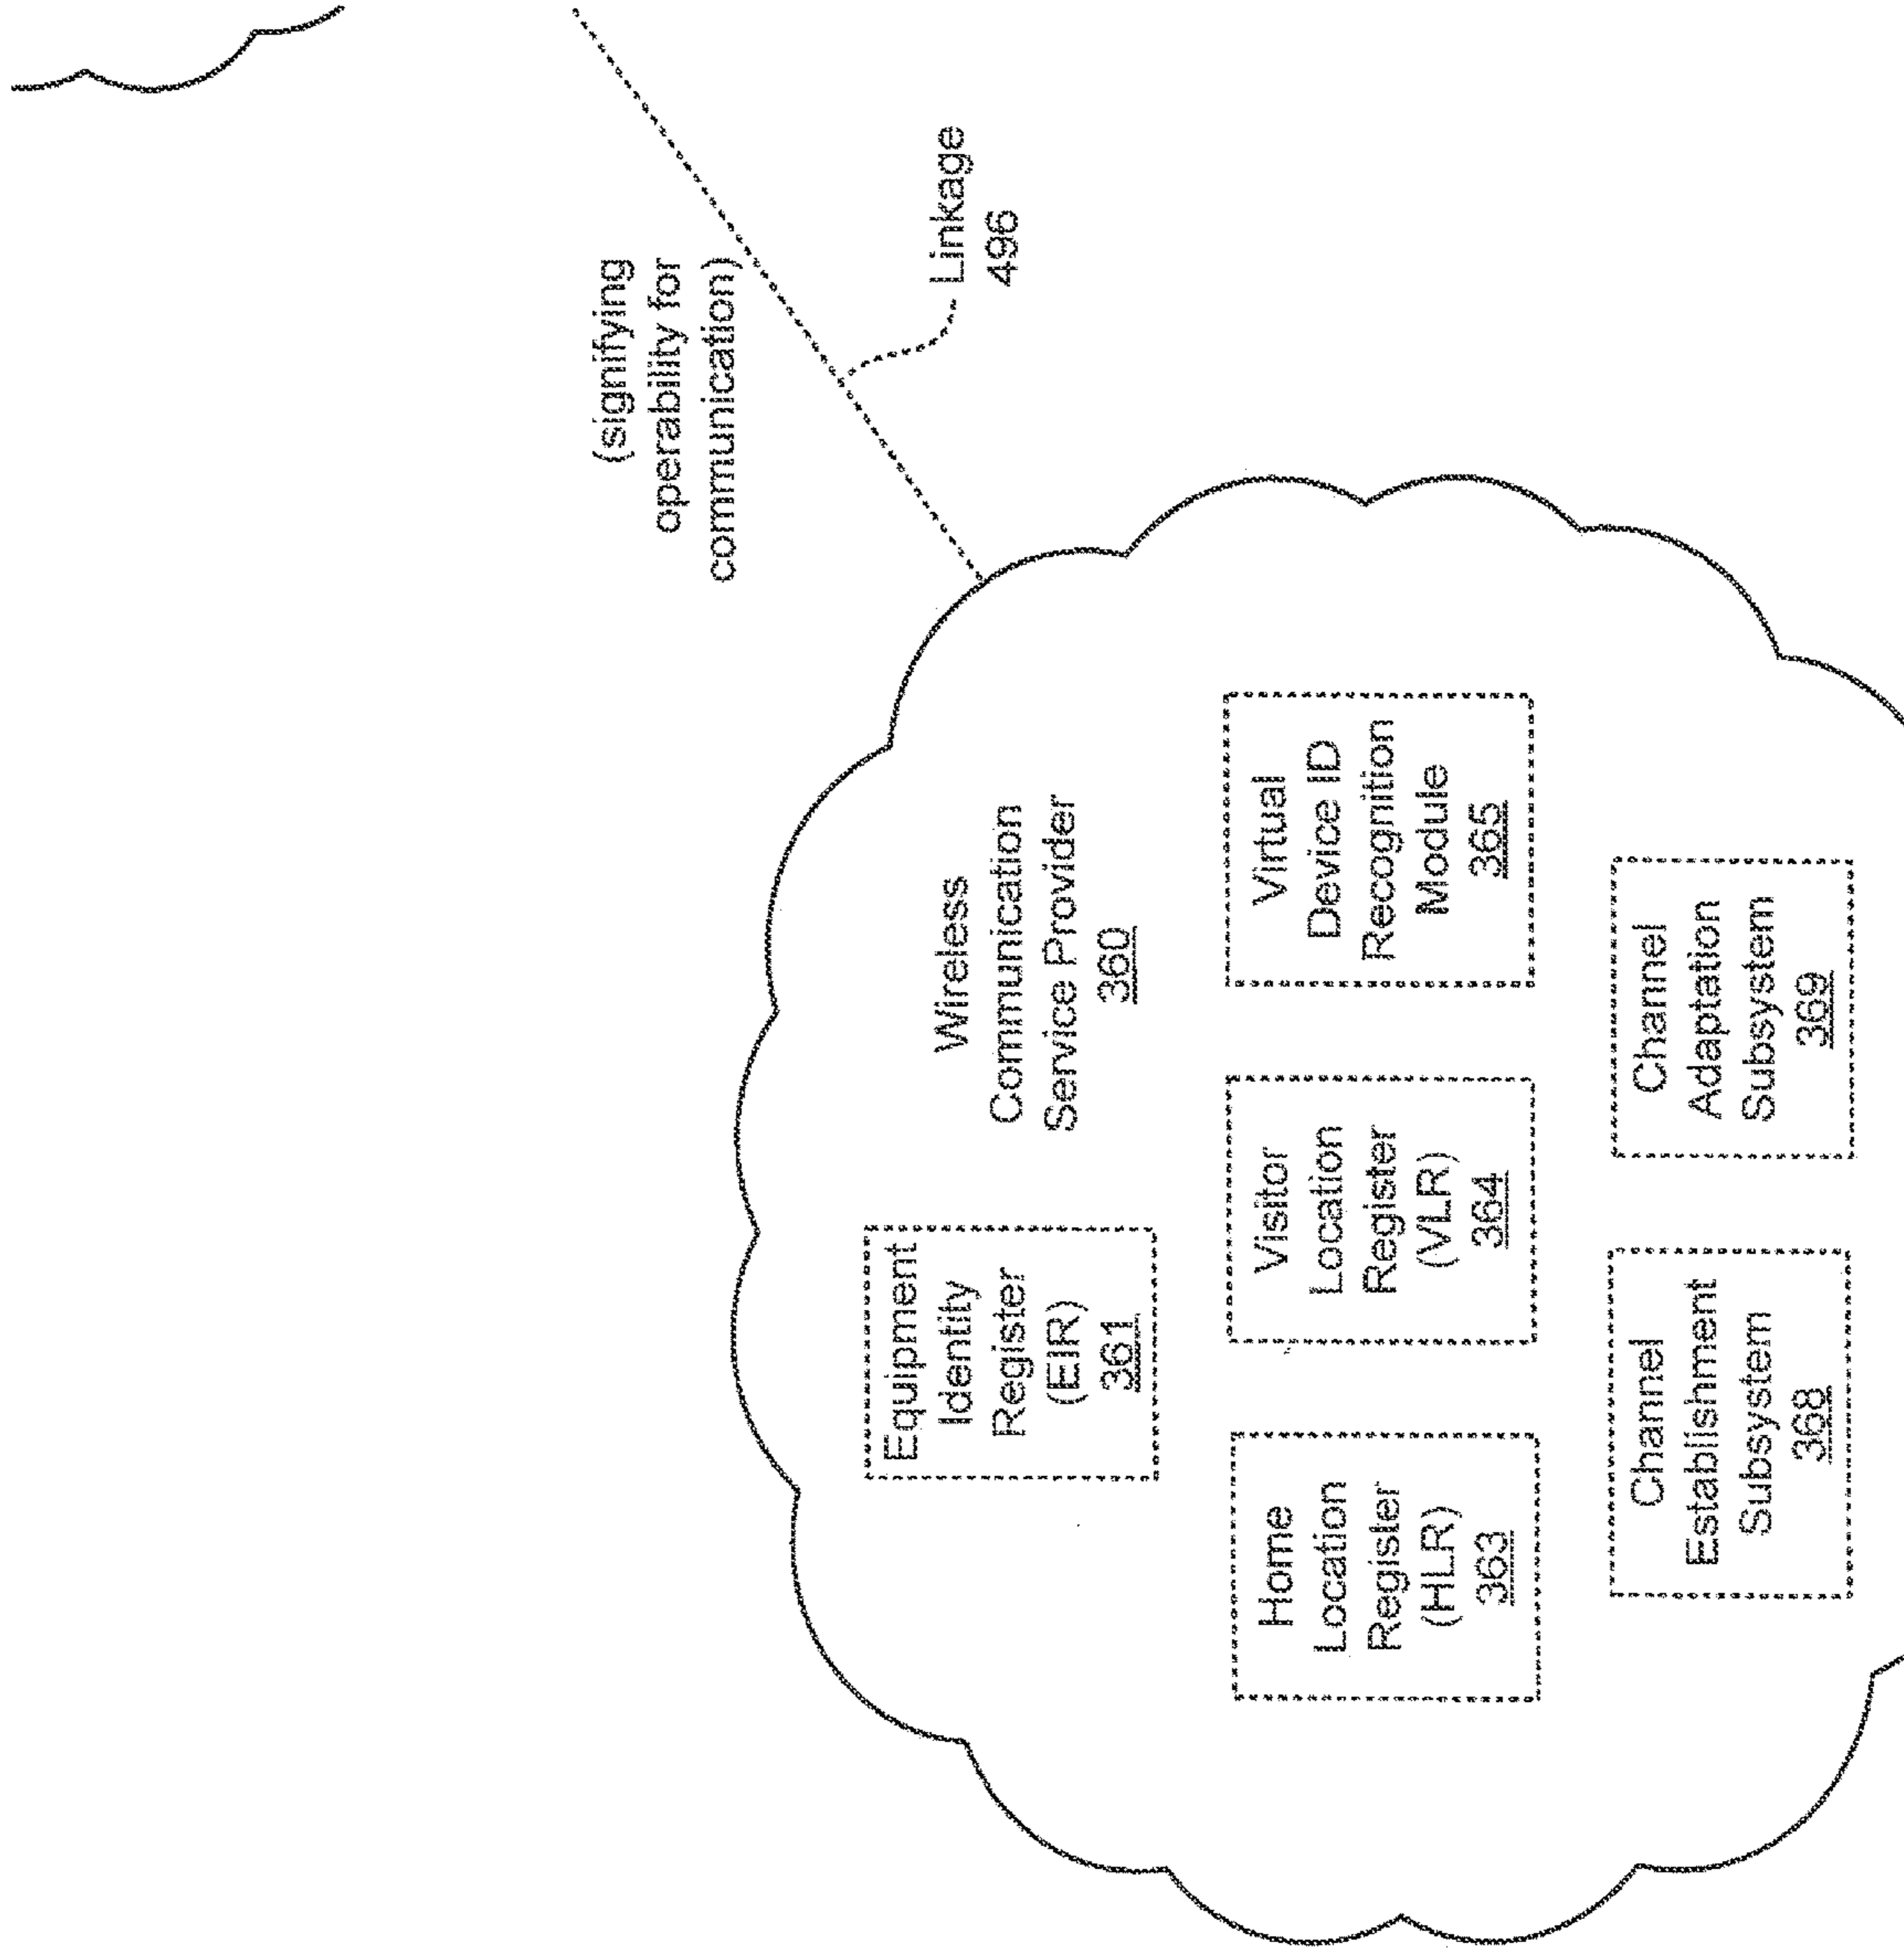 (signifying
operability for
communication)
Linkage
496
Wireless
Communication
Service Provider
360
Equipment
Identity
Register
(EIR)
361
Home
Location
Register
(HLR)
363
Visitor
Location
Register
(VLR)
364
Virtual
Device ID
Recognition
Module
365
Channel
Establishment
Subsystem
368
Channel
Adaptation
Subsystem
369